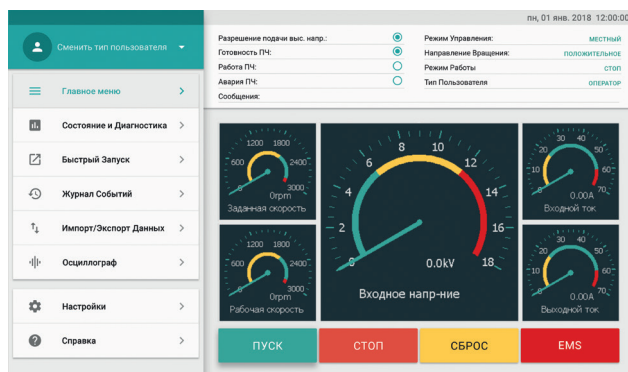 пн, 01 янв. 2018 12:00:00
Сменить тип пользователя
Разрешение подачи выс. напр.:
Готовность ПЧ:
Работа ПЧ:
Авария ПЧ:
Сообщения:
Режим Управления: МЕСТНЫЙ
Направление Вращения: ПОЛОЖИТЕЛЬНОЕ
Режим Работы СТОП
Тип Пользователя ОПЕРАТОР
Главное меню
Состояние и Диагностика
Быстрый Запуск
Журнал Событий
Импорт/Экспорт Данных
Осциллограф
Настройки
Справка
0 600 1200 1800 2400 3000
0rpm
Заданная скорость
0 600 1200 1800 2400 3000
0rpm
Рабочая скорость
0 2 4 6 8 10 12 14 16 18
0.0kV
Входное напр-ние
0 10 20 30 40 50 60 70
0.00A
Входной ток
0 10 20 30 40 50 60 70
0.00A
Выходной ток
ПУСК
СТОП
СБРОС
EMS